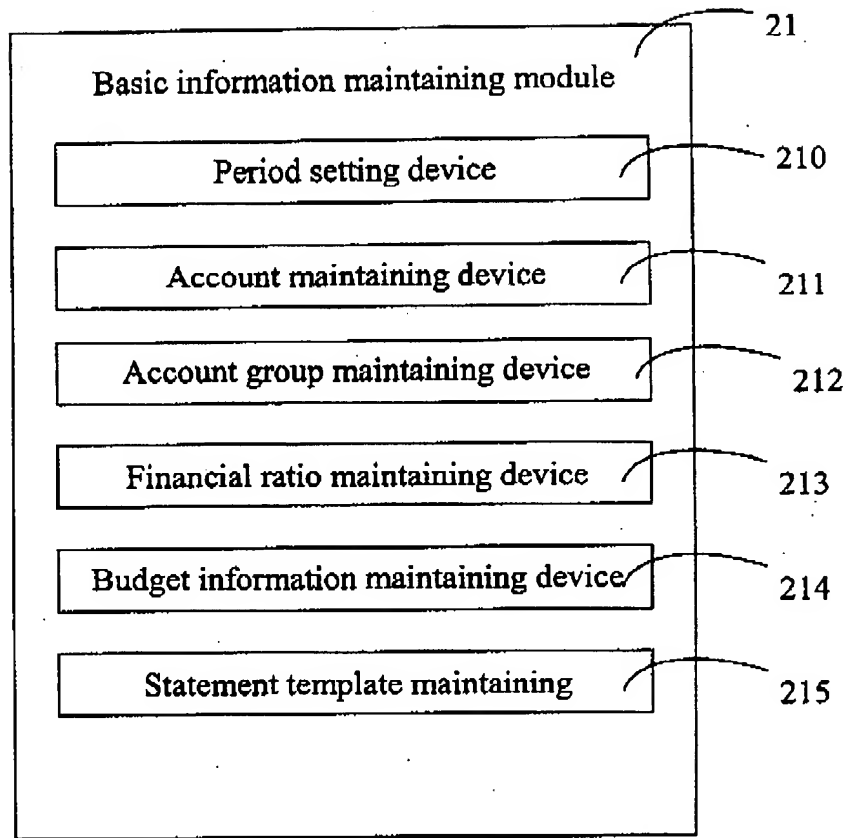 21
Basic information maintaining module
Period setting device
210
Account maintaining device
211
Account group maintaining device
212
Financial ratio maintaining device
213
Budget information maintaining device
214
Statement template maintaining
215